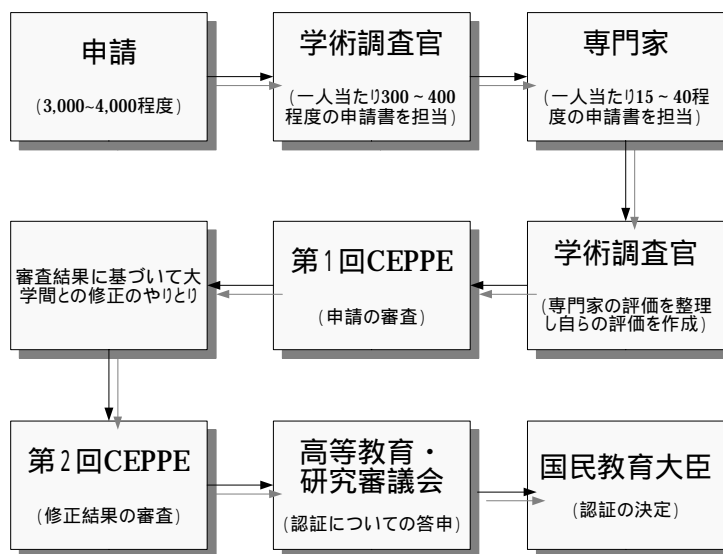 申請
(3,000~4,000程度)
学術調査官
(一人当たり300～400
程度の申請書を担当)
専門家
(一人当たり15～40程
度の申請書を担当)
学術調査官
(専門家の評価を整理
し自らの評価を作成)
第1回CEPPE
(申請の審査)
審査結果に基づいて大
学間との修正のやりとり
第2回CEPPE
(修正結果の審査)
高等教育・
研究審議会
(認証についての答申)
国民教育大臣
(認証の決定)